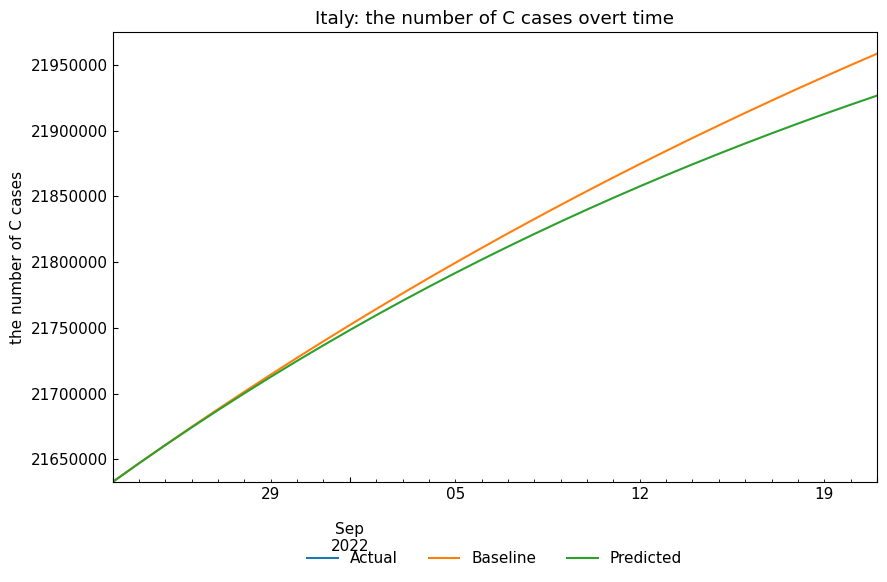 Italy: the number of C cases overt time
the number of C cases
21950000
21900000
21850000
21800000
21750000
21700000
21650000
29 05 12 19
Sep
2022
Actual Baseline Predicted